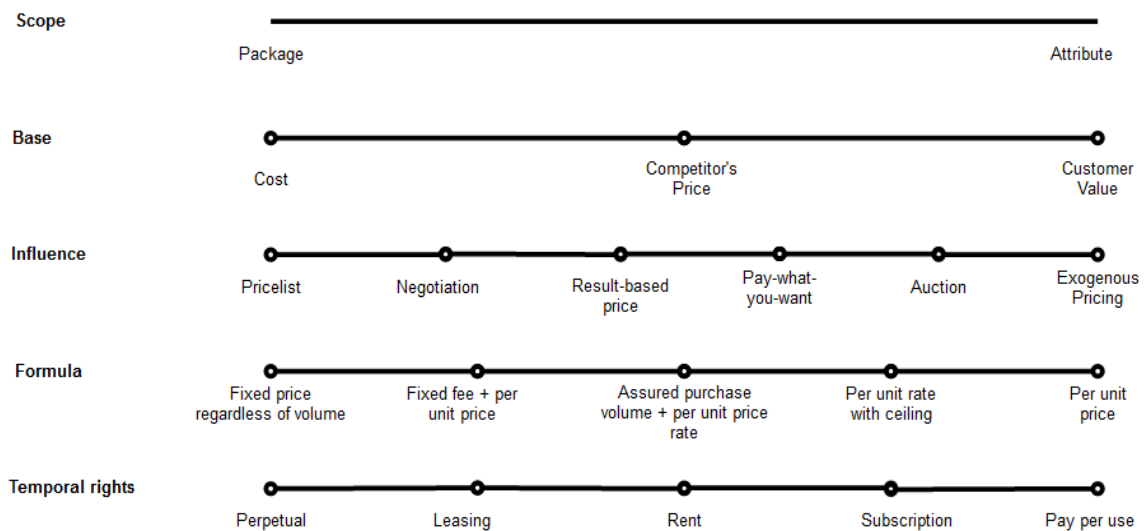 Scope
Package
Attribute
Base
Cost
Competitor's
Price
Customer
Value
Influence
Pricelist
Negotiation
Result-based
price
Pay-what-
you-want
Auction
Exogenous
Pricing
Formula
Fixed price
regardless of volume
Fixed fee + per
unit price
Assured purchase
volume + per unit price
rate
Per unit rate
with ceiling
Per unit
price
Temporal rights
Perpetual
Leasing
Rent
Subscription
Pay per use